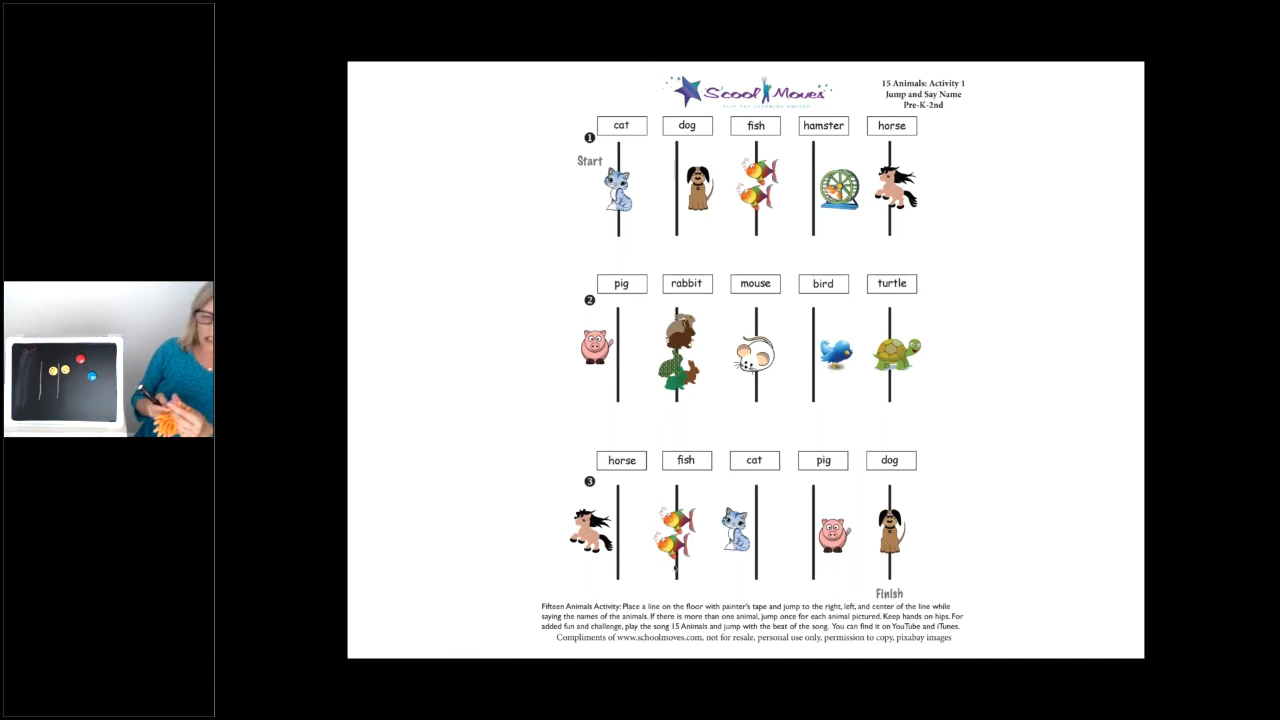 S'cool Moves
15 Animals: Activity 1
Jump and Say Name
Pre-K-2nd
cat dog fish hamster horse
1
Start
pig rabbit mouse bird turtle
2
horse fish cat pig dog
3
Finish
Fifteen Animals Activity: Place a line on the floor with painter's tape and jump to the right, left, and center of the line while
saying the names of the animals. If there is more than one animal, jump once for each animal pictured. Keep hands on hips. For
added fun and challenge, play the song 15 Animals and jump with the beat of the song. You can find it on YouTube and iTunes.
Compliments of www.schoolmoves.com, not for resale, personal use only, permission to copy, pixabay images